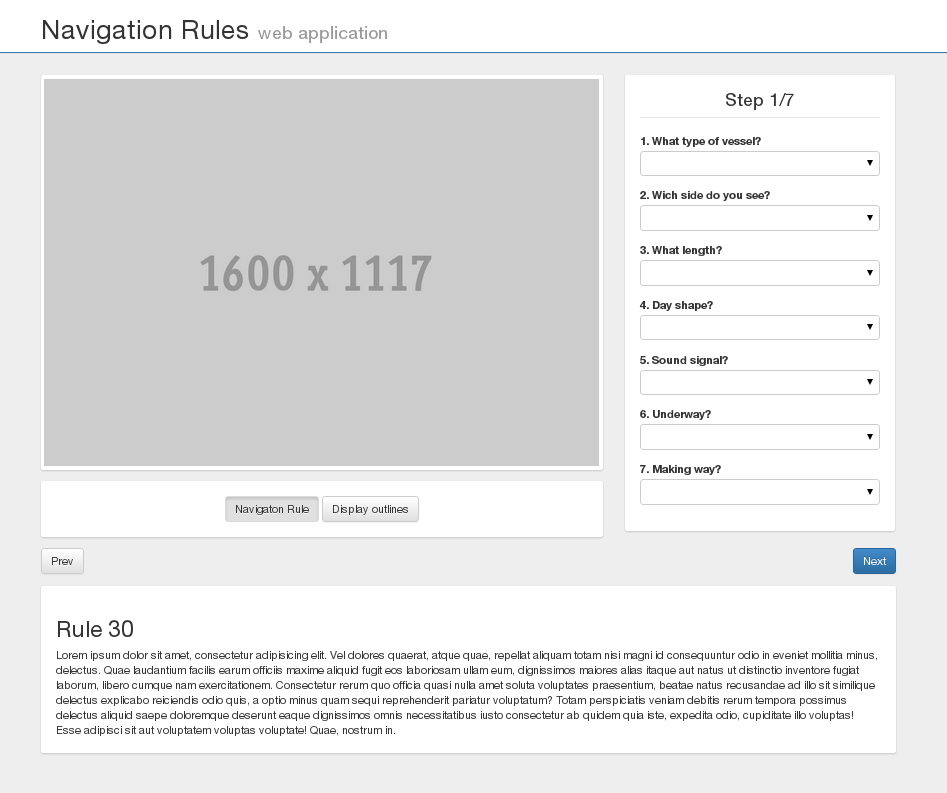 Navigation Rules web application
1600 x 1117
Navigaton Rule
Display outlines
Step 1/7
1. What type of vessel?
2. Wich side do you see?
3. What length?
4. Day shape?
5. Sound signal?
6. Underway?
7. Making way?
Prev
Next
Rule 30
Lorem ipsum dolor sit amet, consectetur adipisicing elit. Vel dolores quaerat, atque quae, repellat aliquam totam nisi magni id consequuntur odio in eveniet mollitia minus,
delectus. Quae laudantium facilis earum officiis maxime aliquid fugit eos laboriosam ullam eum, dignissimos maiores alias itaque aut natus ut distinctio inventore fugiat
laborum, libero cumque nam exercitationem. Consectetur rerum quo officia quasi nulla amet soluta voluptates praesentium, beatae natus recusandae ad illo sit similique
delectus explicabo reiciendis odio quis, a optio minus quam sequi reprehenderit pariatur voluptatum? Totam perspiciatis veniam debitis rerum tempora possimus
delectus aliquid saepe doloremque deserunt eaque dignissimos omnis necessitatibus iusto consectetur ab quidem quia iste, expedita odio, cupiditate illo voluptas!
Esse adipisci sit aut voluptatem voluptas voluptate! Quae, nostrum in.